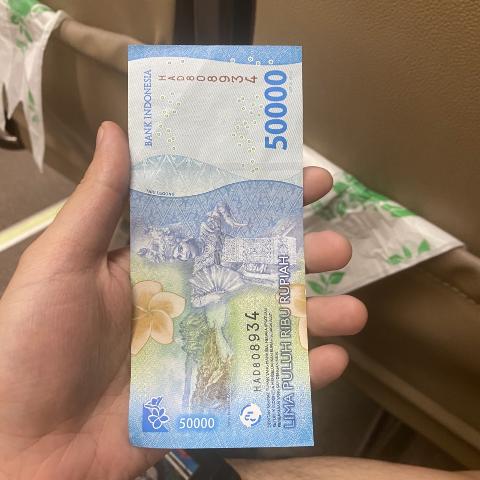 BANK INDONESIA
HAD808934
50000
HAD808934
LIMA PULUH RIBU RUPIAH
50000